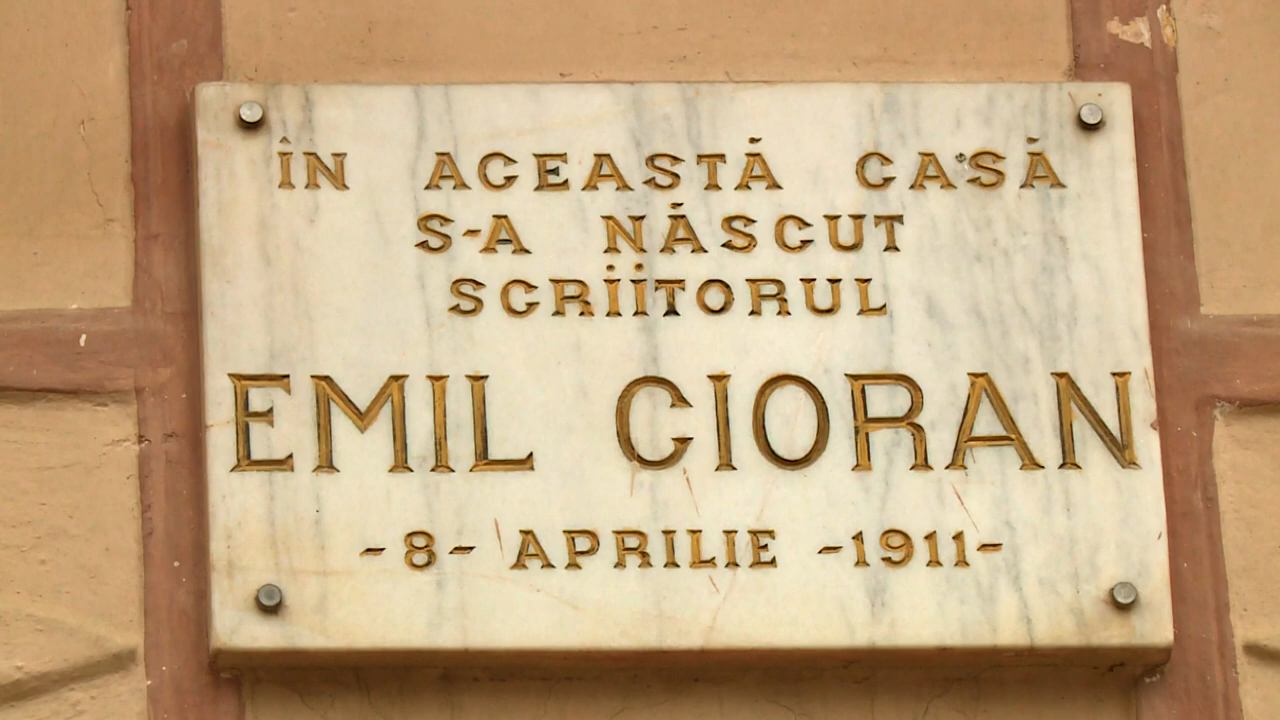 ÎN ACEASTĂ CASĂ
S-A NĂSCUT
SCRIITORUL
EMIL CIORAN
-8- APRILIE -1911-